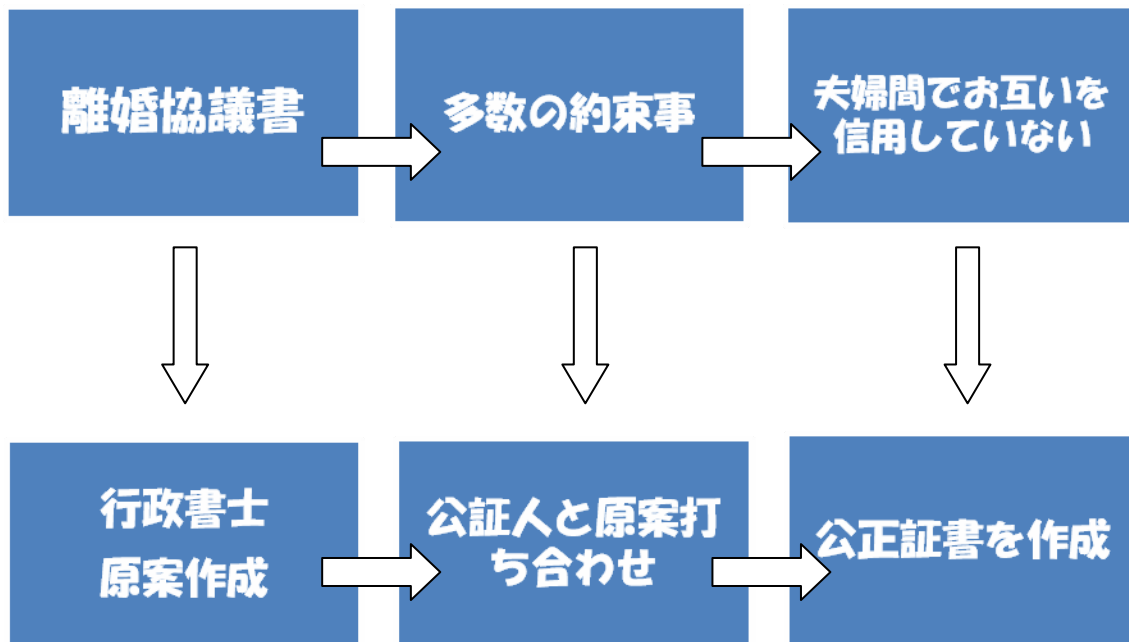 離婚協議書
多数の約束事
夫婦間でお互いを
信用していない
行政書士
原案作成
公証人と原案打
ち合わせ
公正証書を作成